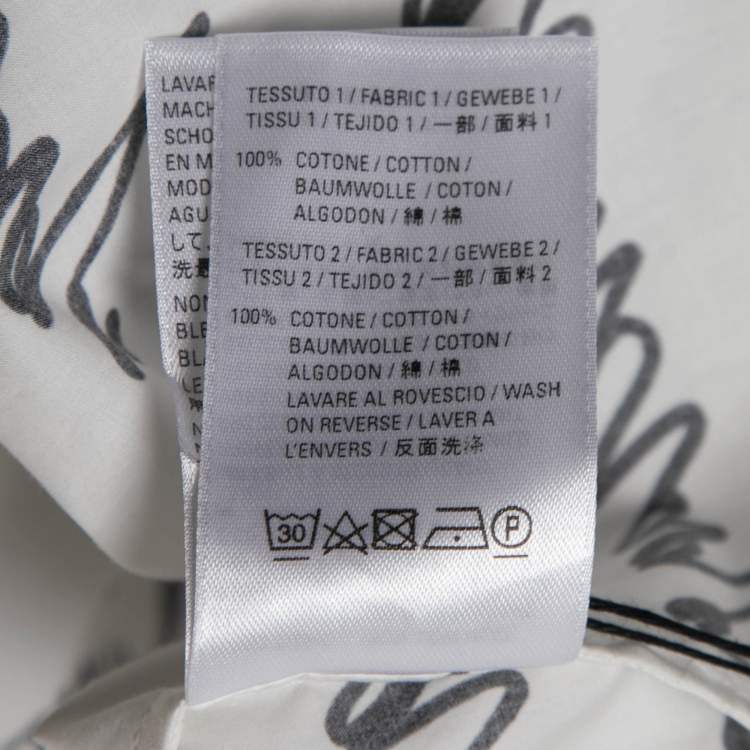 TESSUTO 1 / FABRIC 1 / GEWEBE 1 /
TISSU 1 / TEJIDO 1 / 一部 / 面料 1
100% COTONE / COTTON /
BAUMWOLLE / COTON /
ALGODON / 綿 / 棉
TESSUTO 2 / FABRIC 2 / GEWEBE 2 /
TISSU 2 / TEJIDO 2 / 一部 / 面料 2
100% COTONE / COTTON /
BAUMWOLLE / COTON /
ALGODON / 綿 / 棉
LAVARE AL ROVESCIO / WASH
ON REVERSE / LAVER A
L'ENVERS / 反面洗涤
30 P
LAVAR
MACH
SCHO
EN M
MOD
AGU
して、
洗最
NON
BLE
BLA